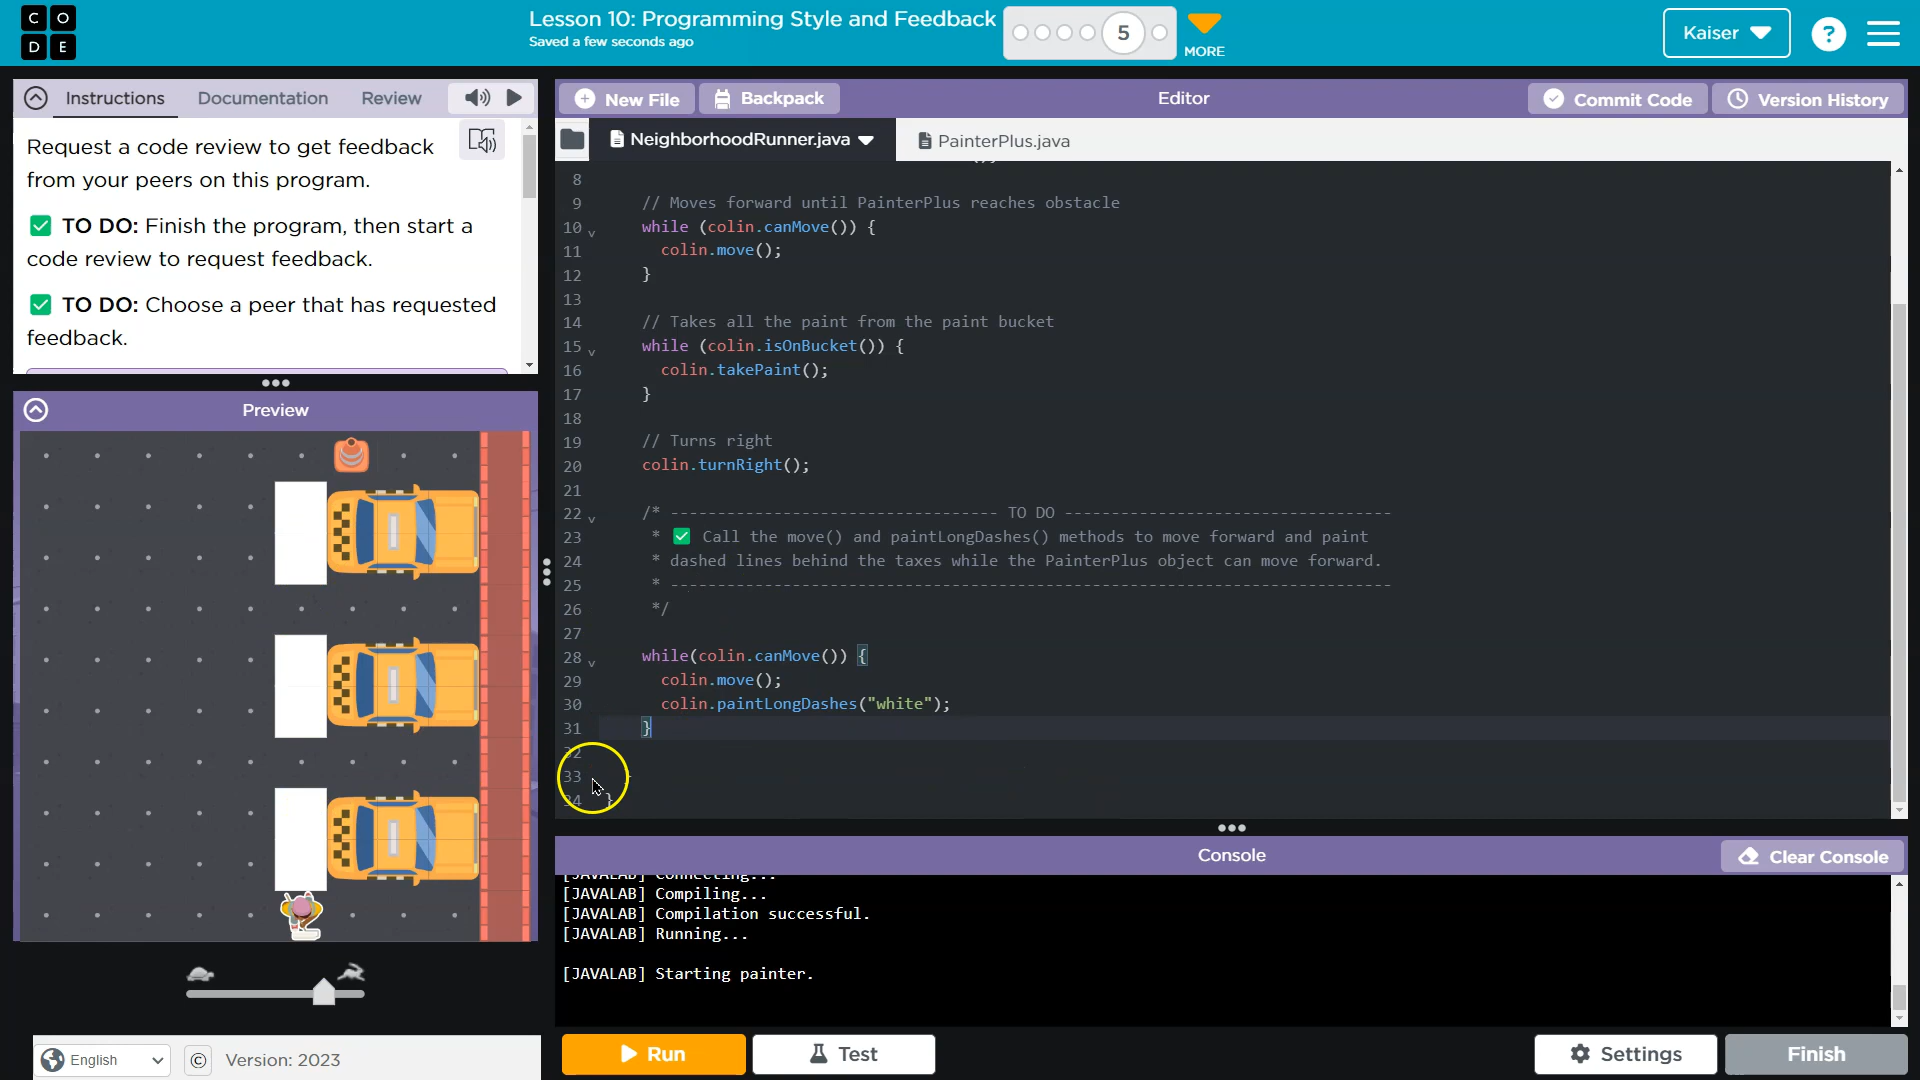 C O
D E
Lesson 10: Programming Style and Feedback
Saved a few seconds ago
5
MORE
Kaiser
?
Instructions
Documentation
Review
New File
Backpack
Editor
Commit Code
Version History
Request a code review to get feedback
from your peers on this program.
✅ TO DO: Finish the program, then start a
code review to request feedback.
✅ TO DO: Choose a peer that has requested
feedback.
NeighborhoodRunner.java
PainterPlus.java
8
9 // Moves forward until PainterPlus reaches obstacle
10 while (colin.canMove()) {
11 colin.move();
12 }
13
14 // Takes all the paint from the paint bucket
15 while (colin.isOnBucket()) {
16 colin.takePaint();
17 }
18
19 // Turns right
20 colin.turnRight();
21
22 /* ----------------------------------- TO DO -----------------------------------
23 * ✅ Call the move() and paintLongDashes() methods to move forward and paint
24 * dashed lines behind the taxes while the PainterPlus object can move forward.
25 * -----------------------------------------------------------------------------
26 */
27
28 while(colin.canMove()) {
29 colin.move();
30 colin.paintLongDashes("white");
31 }
32
33
34 }
Preview
Console
Clear Console
[JAVALAB] Connecting...
[JAVALAB] Compiling...
[JAVALAB] Compilation successful.
[JAVALAB] Running...
[JAVALAB] Starting painter.
English
©
Version: 2023
Run
Test
Settings
Finish